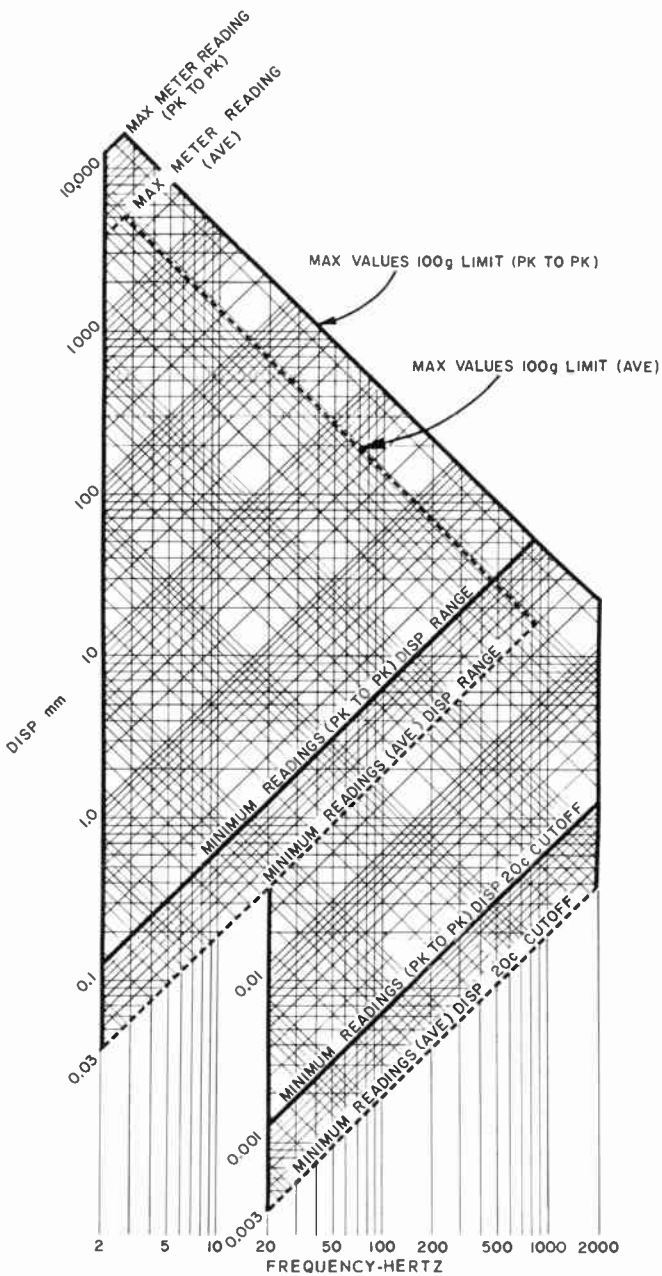 MAX METER READING
(PK TO PK)
MAX METER READING
(AVE)
10,000
MAX VALUES 100g LIMIT (PK TO PK)
1000
MAX VALUES 100g LIMIT (AVE)
100
10
DISP mm
MINIMUM READINGS (PK TO PK) DISP RANGE
MINIMUM READINGS (AVE) DISP RANGE
1.0
MINIMUM READINGS (PK TO PK) DISP 20c CUTOFF
MINIMUM READINGS (AVE) DISP 20c CUTOFF
0.1
0.01
0.03
0.001
0.003
2 5 10 20 50 100 200 500 1000 2000
FREQUENCY-HERTZ